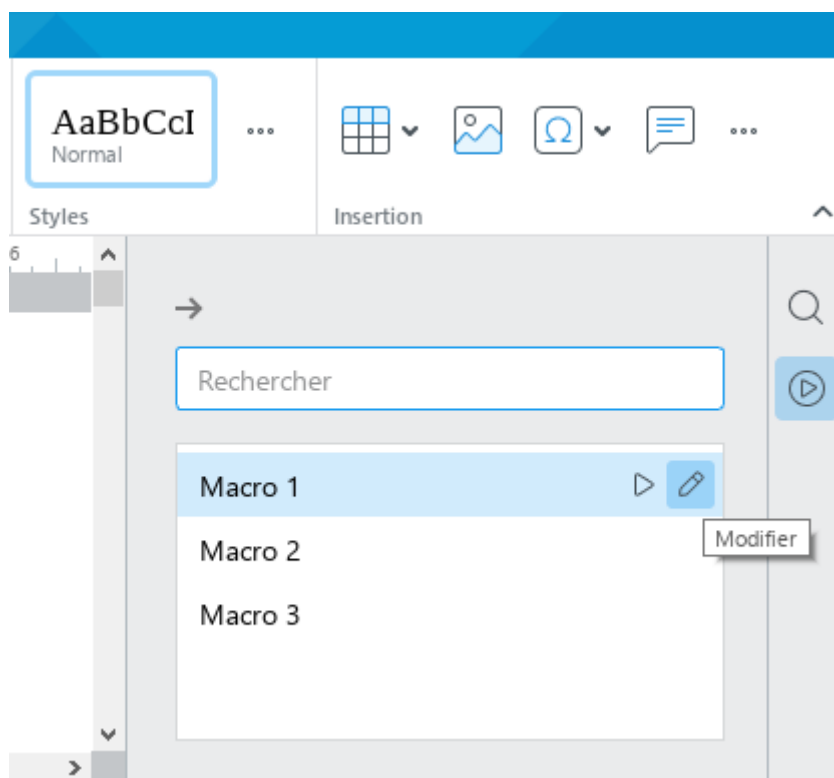 AaBbCcI
Normal
Styles
Insertion
6
Rechercher
Macro 1
Modifier
Macro 2
Macro 3